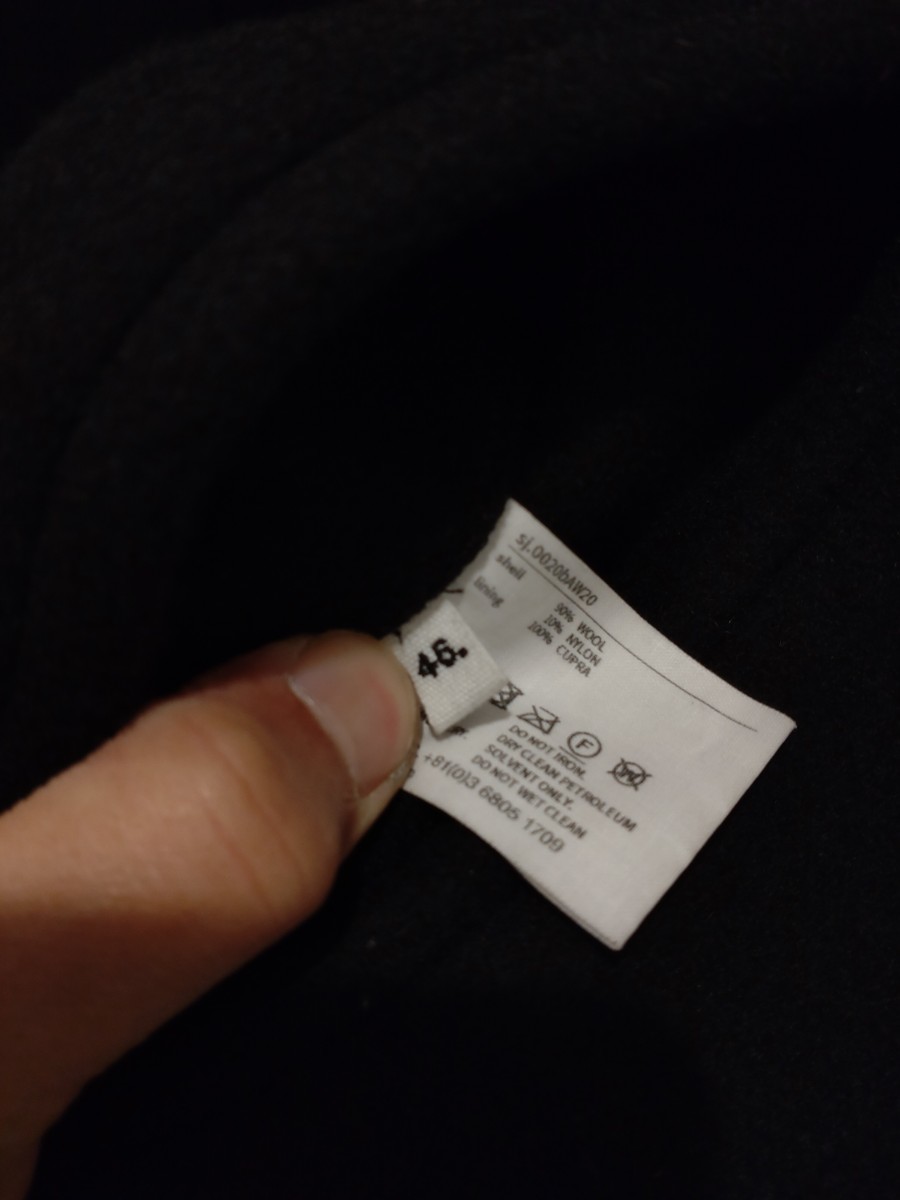 sj.0020bAW20
shell 90% WOOL
10% NYLON
lining 100% CUPRA
46.
F
W
DO NOT IRON.
DRY CLEAN PETROLEUM
SOLVENT ONLY.
DO NOT WET CLEAN
+81(0)3 6805 1709